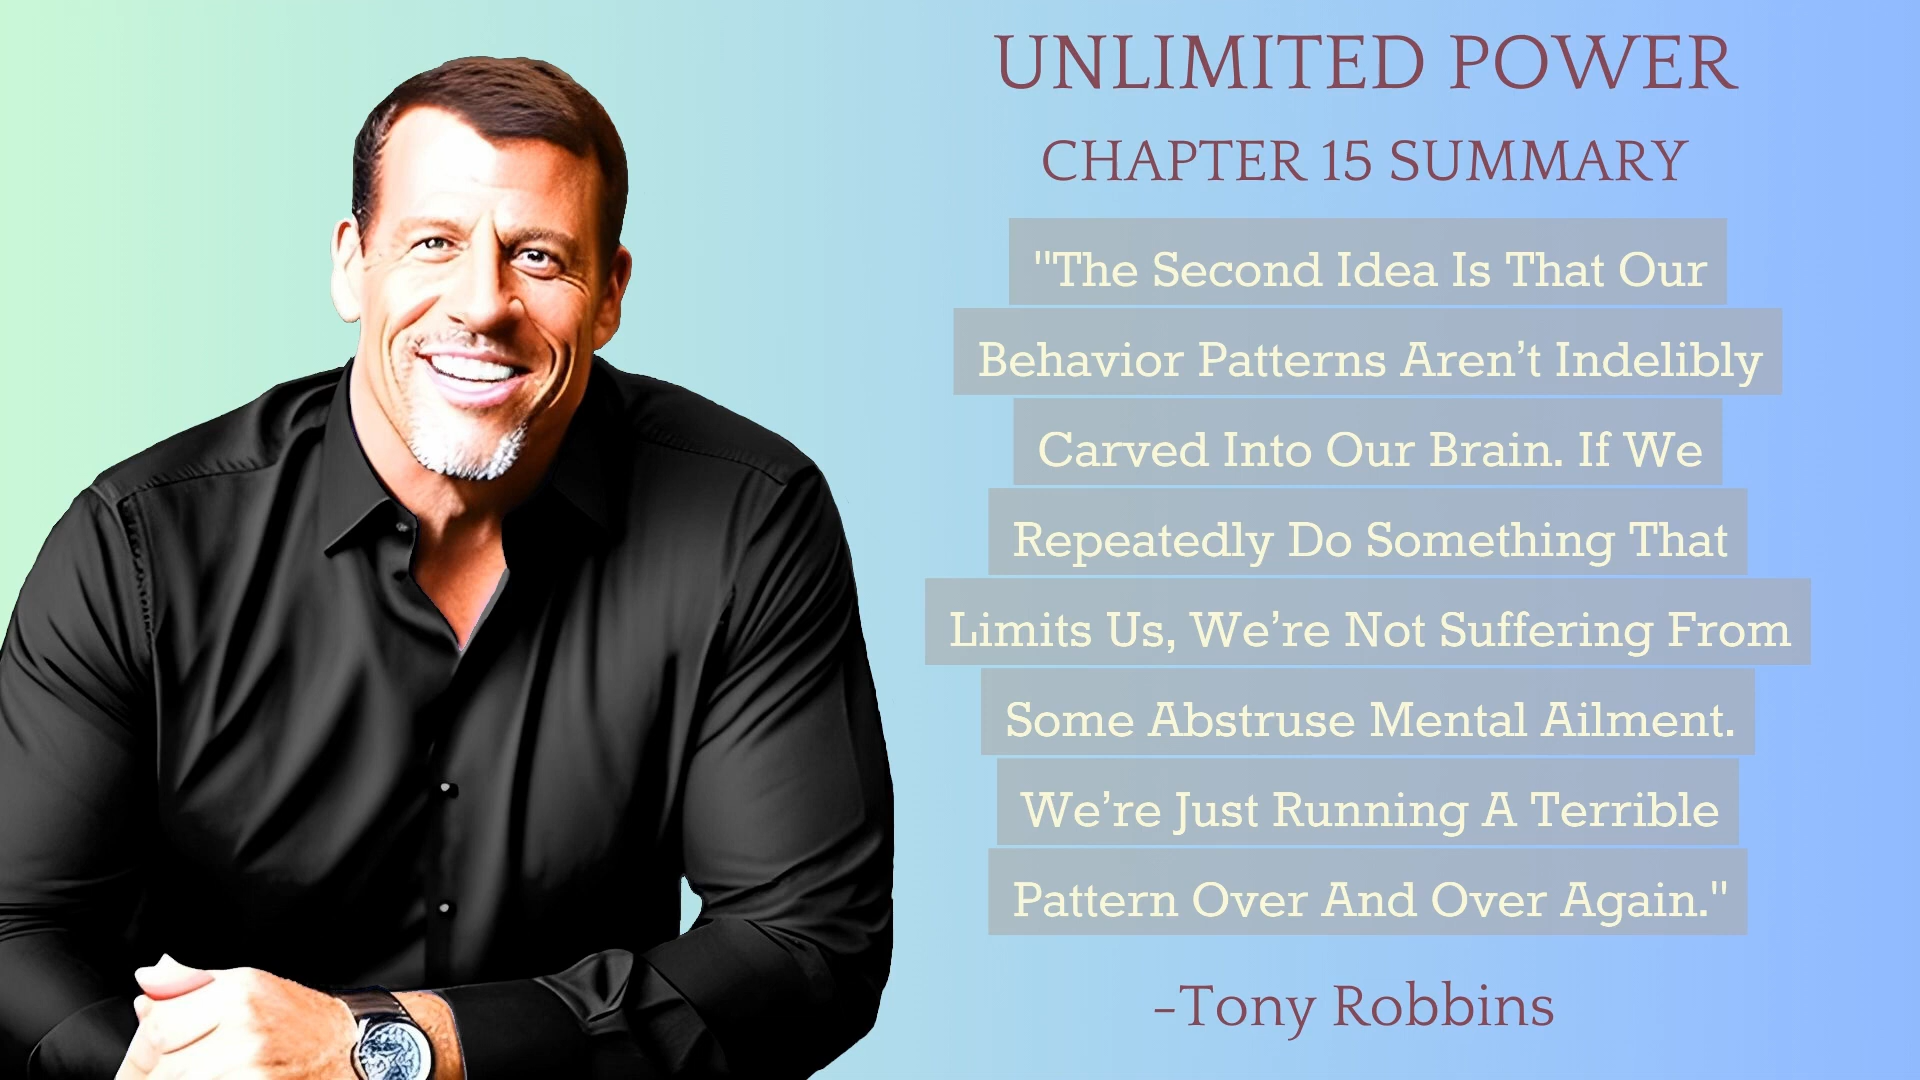 UNLIMITED POWER
CHAPTER 15 SUMMARY
"The Second Idea Is That Our
Behavior Patterns Aren’t Indelibly
Carved Into Our Brain. If We
Repeatedly Do Something That
Limits Us, We’re Not Suffering From
Some Abstruse Mental Ailment.
We’re Just Running A Terrible
Pattern Over And Over Again."
-Tony Robbins